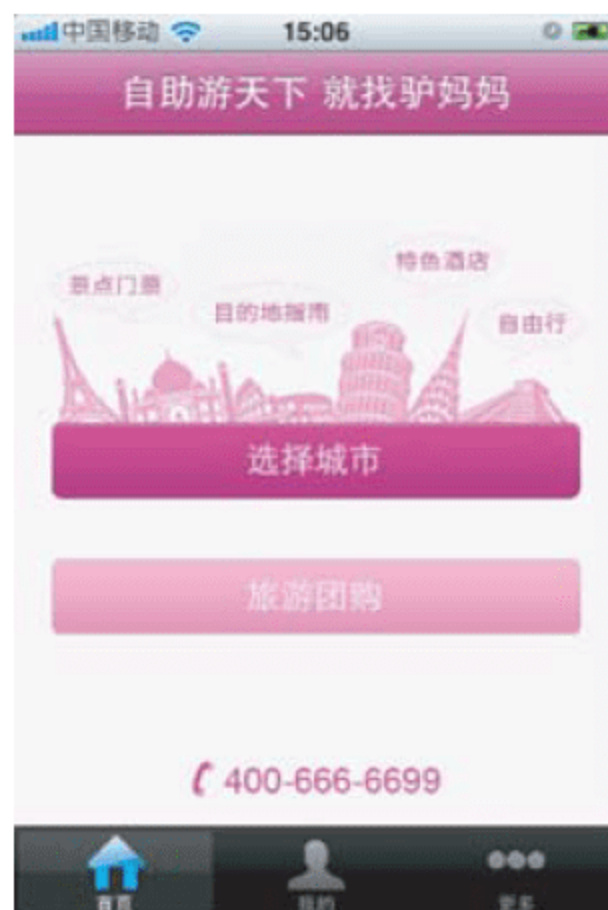 中国移动 15:06
自助游天下 就找驴妈妈
特色酒店
景点门票
目的地指南
自由行
选择城市
旅游团购
400-666-6699
首页 我的 更多